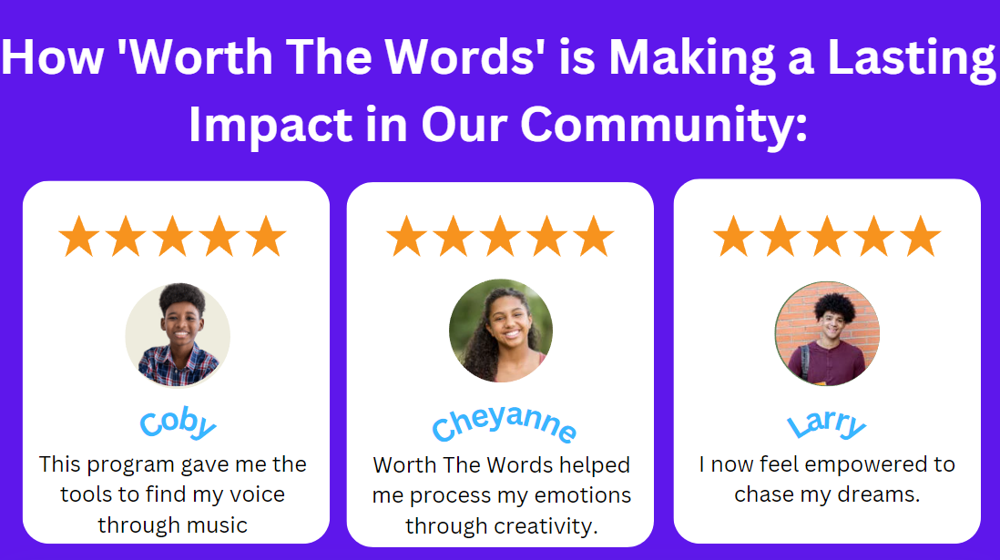 How 'Worth The Words' is Making a Lasting
Impact in Our Community:
Coby
This program gave me the
tools to find my voice
through music
Cheyanne
Worth The Words helped
me process my emotions
through creativity.
Larry
I now feel empowered to
chase my dreams.